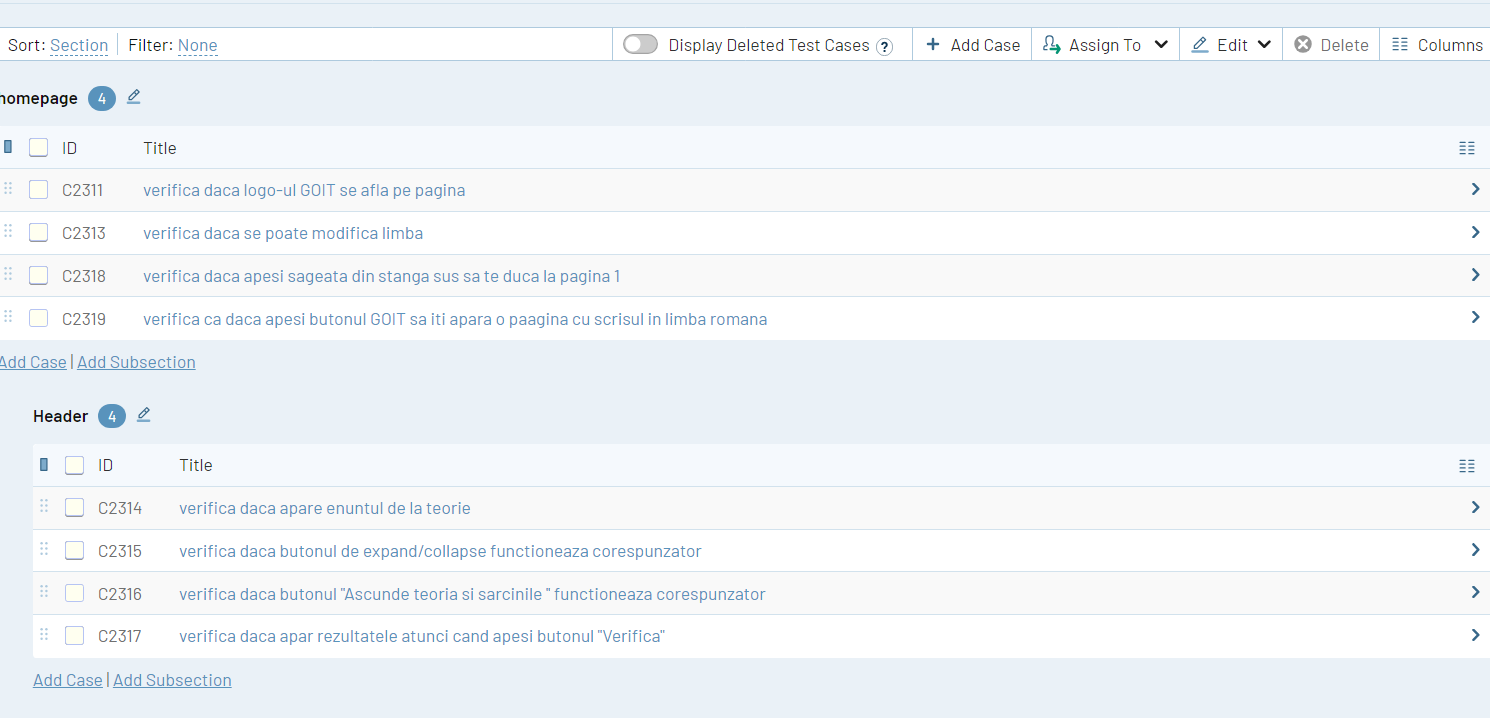 Sort: Section Filter: None Display Deleted Test Cases ? + Add Case Assign To Edit Delete Columns
homepage 4
ID Title
C2311 verifica daca logo-ul GOIT se afla pe pagina
C2313 verifica daca se poate modifica limba
C2318 verifica daca apesi sageata din stanga sus sa te duca la pagina 1
C2319 verifica ca daca apesi butonul GOIT sa iti apara o paagina cu scrisul in limba romana
Add Case | Add Subsection
Header 4
ID Title
C2314 verifica daca apare enuntul de la teorie
C2315 verifica daca butonul de expand/collapse functioneaza corespunzator
C2316 verifica daca butonul "Ascunde teoria si sarcinile " functioneaza corespunzator
C2317 verifica daca apar rezultatele atunci cand apesi butonul "Verifica"
Add Case | Add Subsection